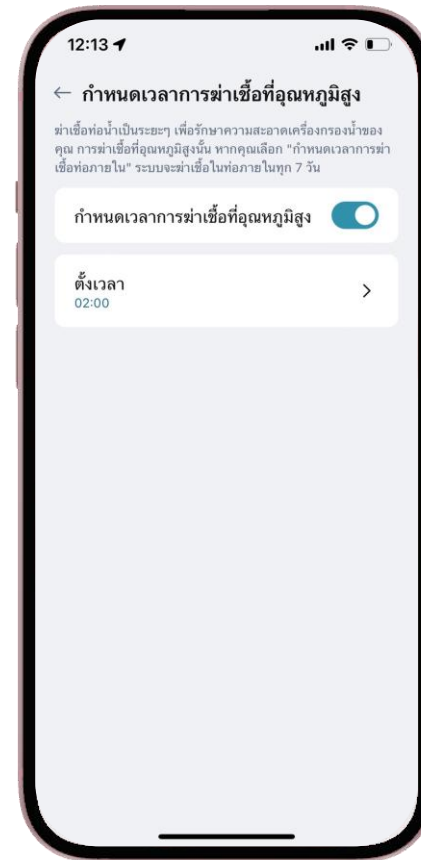 12:13
กำหนดเวลาการฆ่าเชื้อที่อุณหภูมิสูง
ฆ่าเชื้อท่อน้ำเป็นระยะๆ เพื่อรักษาความสะอาดเครื่องกรองน้ำของ
คุณ การฆ่าเชื้อที่อุณหภูมิสูงนั้น หากคุณเลือก "กำหนดเวลาการฆ่า
เชื้อท่อภายใน" ระบบจะฆ่าเชื้อในท่อภายในทุก 7 วัน
กำหนดเวลาการฆ่าเชื้อที่อุณหภูมิสูง
ตั้งเวลา
02:00